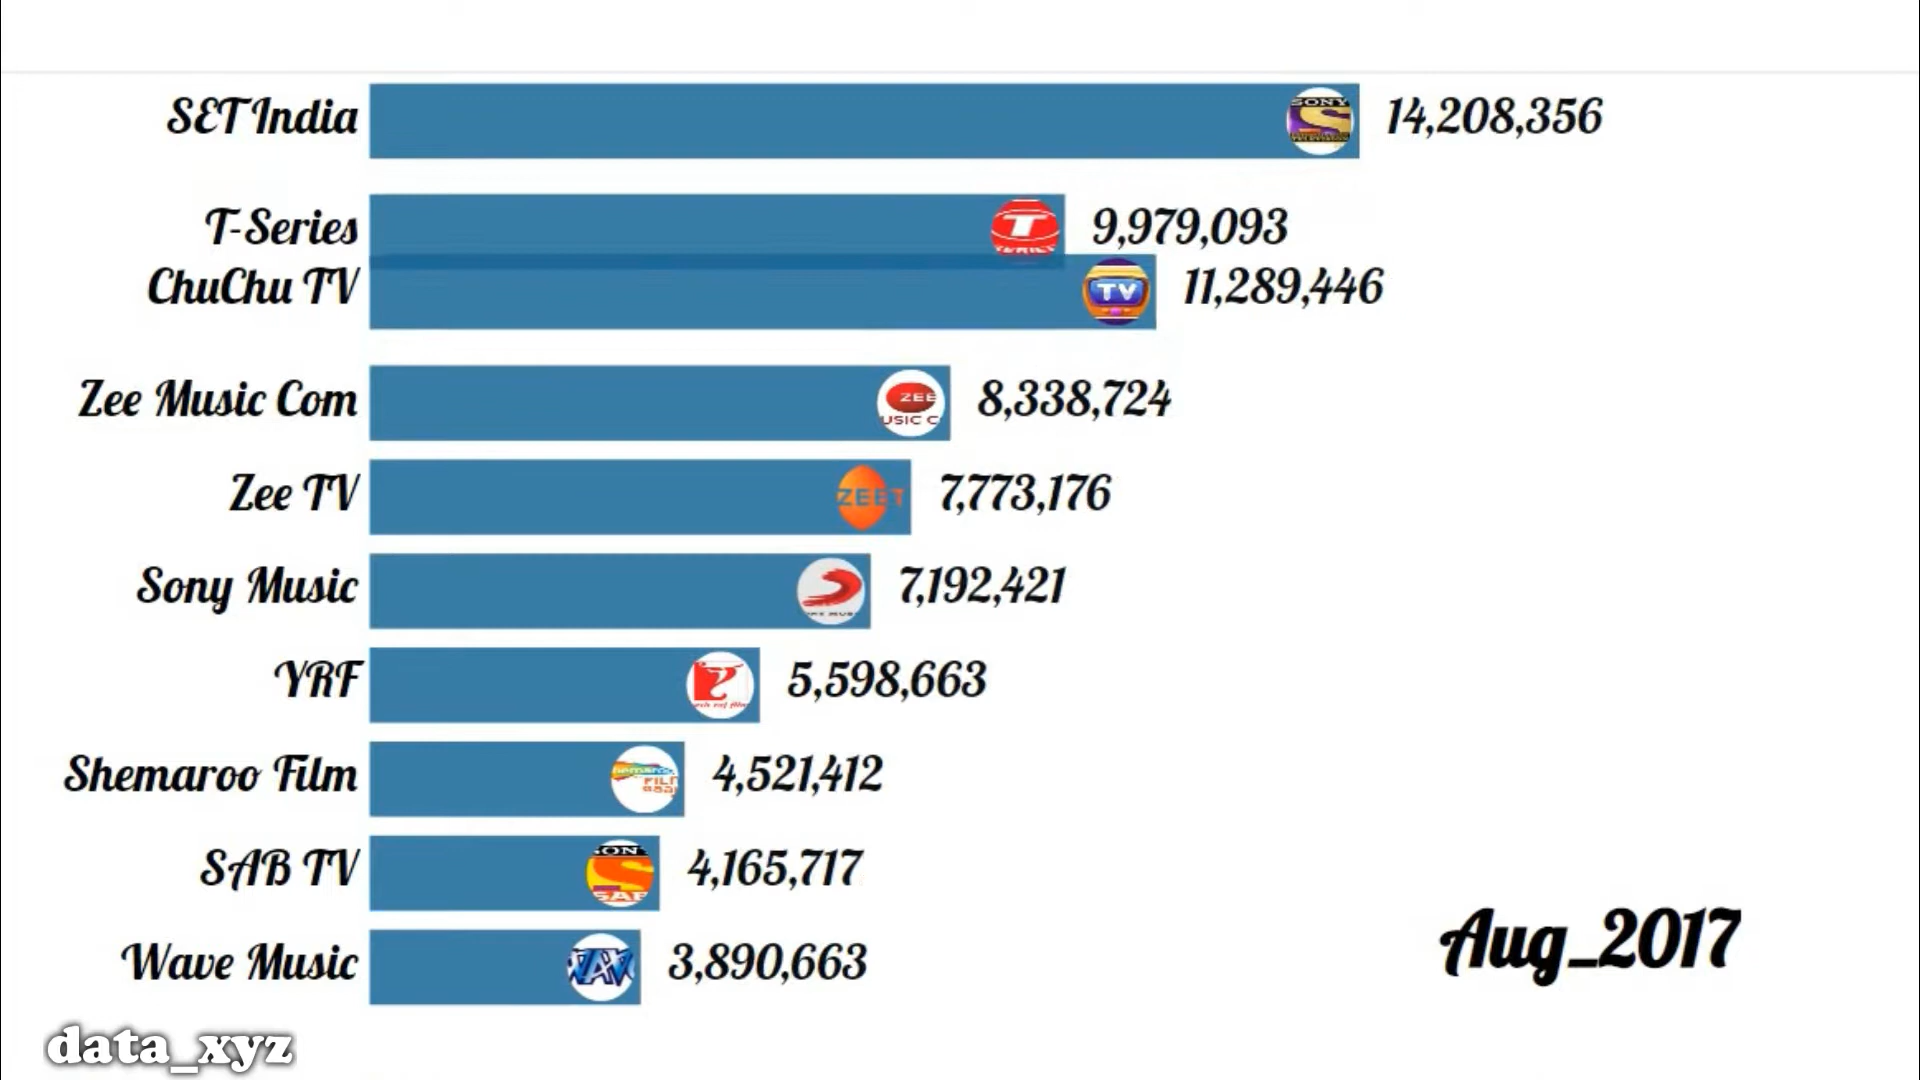 SET India 14,208,356
T-Series 9,979,093
ChuChu TV 11,289,446
Zee Music Com 8,338,724
Zee TV 7,773,176
Sony Music 7,192,421
YRF 5,598,663
Shemaroo Film 4,521,412
SAB TV 4,165,717
Wave Music 3,890,663
Aug_2017
data_xyz